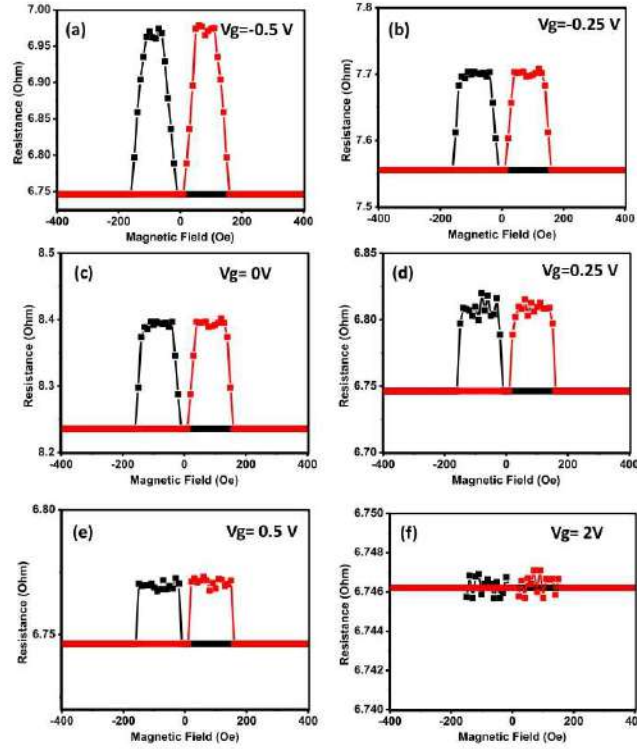 (a)
Vg=-0.5 V
Resistance (Ohm)
7.00
6.95
6.90
6.85
6.80
6.75
-400
-200
0
200
400
Magnetic Field (Oe)
(b)
Vg=-0.25 V
Resistance (Ohm)
7.8
7.7
7.6
7.5
-400
-200
0
200
400
Magnetic Field (Oe)
(c)
Vg= 0V
Resistance (Ohm)
8.5
8.4
8.3
8.2
-400
-200
0
200
400
Magnetic Field (Oe)
(d)
Vg=0.25 V
Resistance (Ohm)
6.85
6.80
6.75
6.70
-400
-200
0
200
400
Magnetic Field (Oe)
(e)
Vg= 0.5 V
Resistance (Ohm)
6.80
6.75
-400
-200
0
200
400
Magnetic Field (Oe)
(f)
Vg= 2V
Resistance (Ohm)
6.750
6.748
6.746
6.744
6.742
6.740
-400
-200
0
200
400
Magnetic Field (Oe)